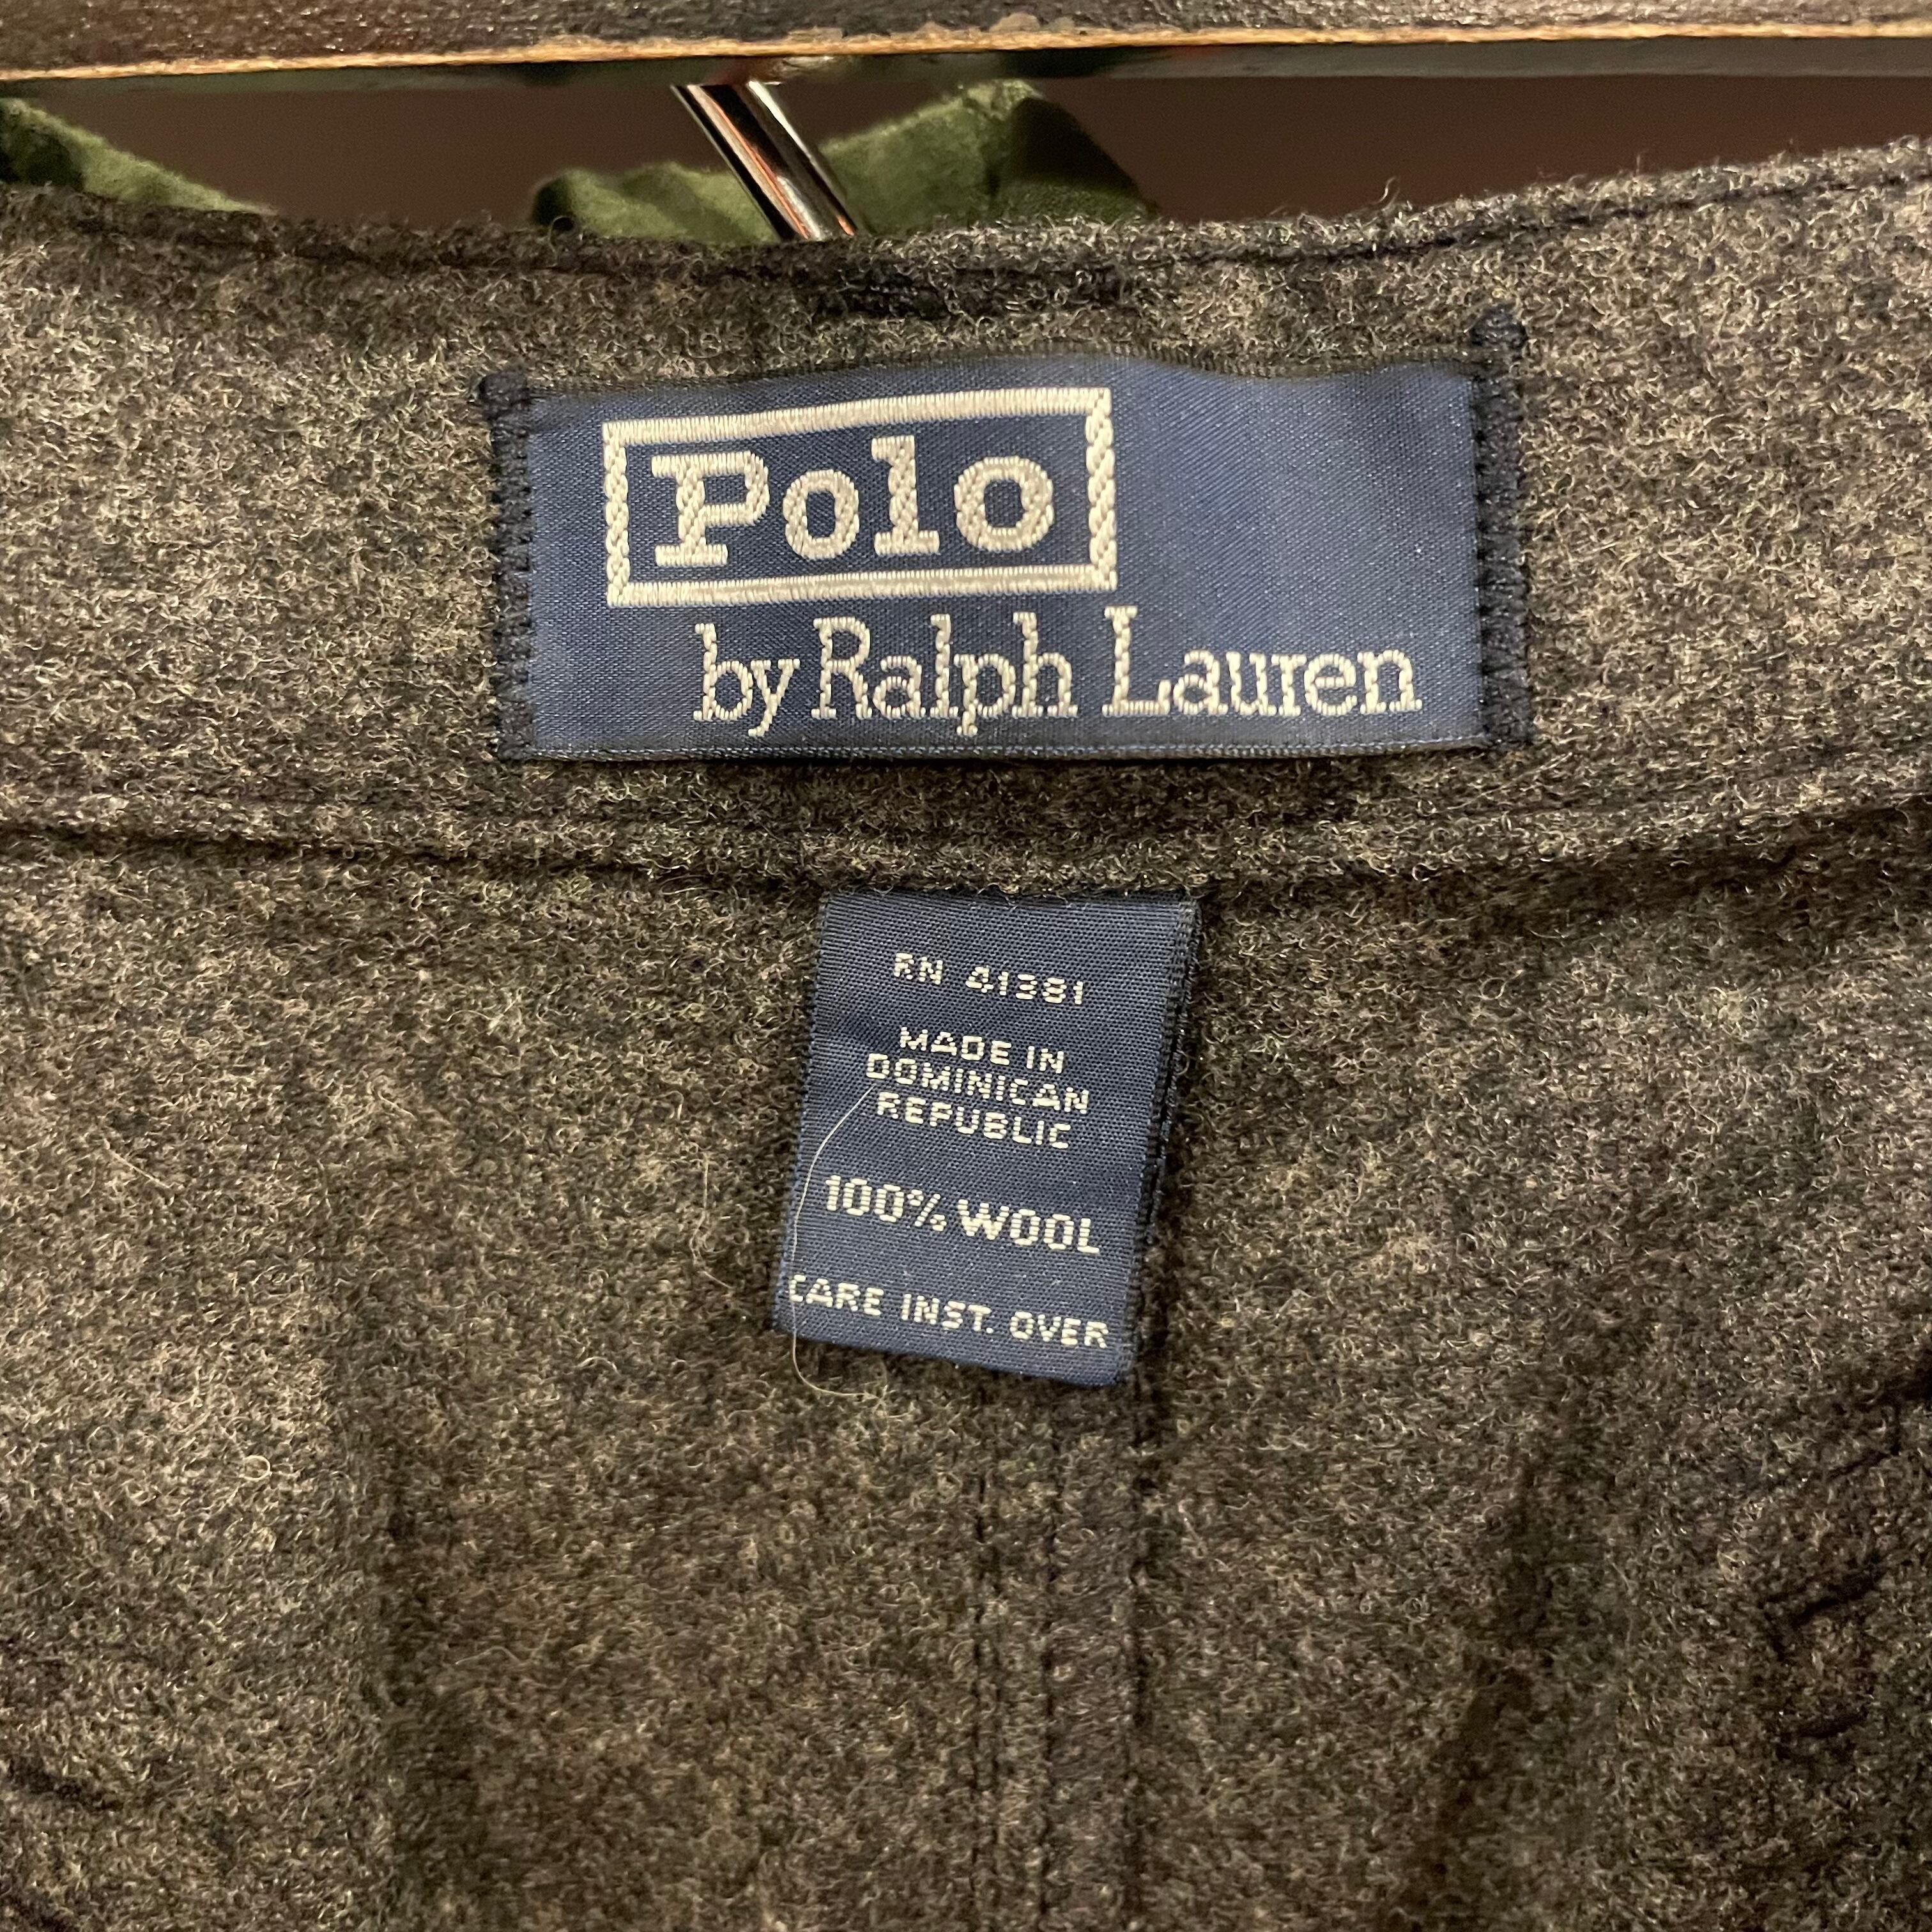 Polo
by Ralph Lauren
RN 41381
MADE IN
DOMINICAN
REPUBLIC
100% WOOL
CARE INST. OVER